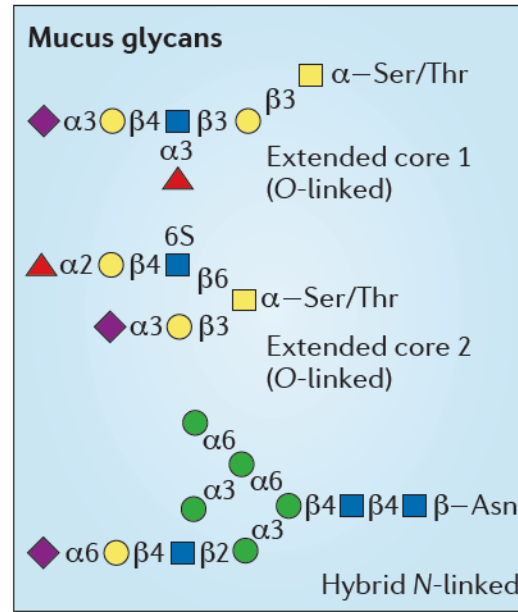 Mucus glycans
α–Ser/Thr
β3
α3 β4 β3
α3
Extended core 1
(O-linked)
6S
α2 β4
β6
α–Ser/Thr
α3 β3
Extended core 2
(O-linked)
α6
α6
α3
β4 β4 β–Asn
α3
α6 β4 β2
Hybrid N-linked